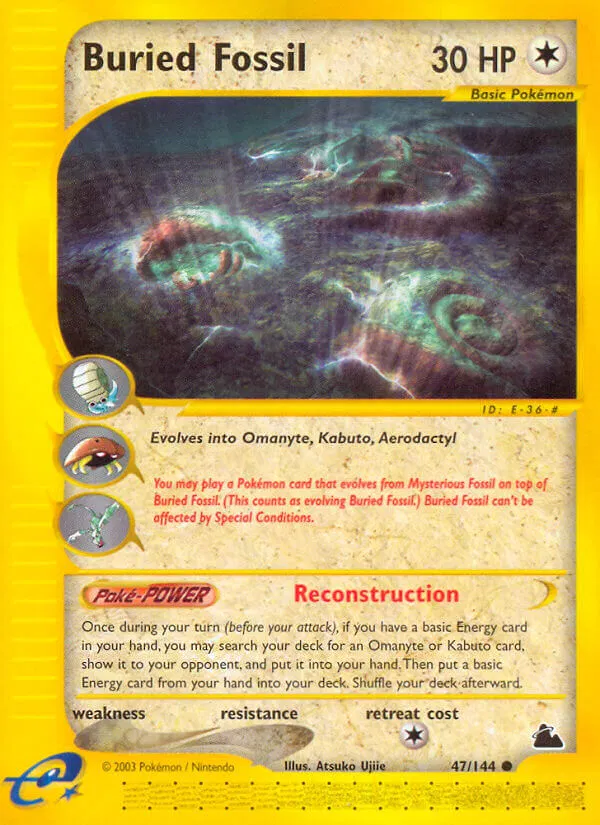 Buried Fossil
30 HP
Basic Pokémon
ID: E-36-#
Evolves into Omanyte, Kabuto, Aerodactyl
You may play a Pokémon card that evolves from Mysterious Fossil on top of
Buried Fossil. (This counts as evolving Buried Fossil.) Buried Fossil can't be
affected by Special Conditions.
Poké-POWER
Reconstruction
Once during your turn (before your attack), if you have a basic Energy card
in your hand, you may search your deck for an Omanyte or Kabuto card,
show it to your opponent, and put it into your hand. Then put a basic
Energy card from your hand into your deck. Shuffle your deck afterward.
weakness resistance retreat cost
© 2003 Pokémon / Nintendo Illus. Atsuko Ujiie 47/144
e